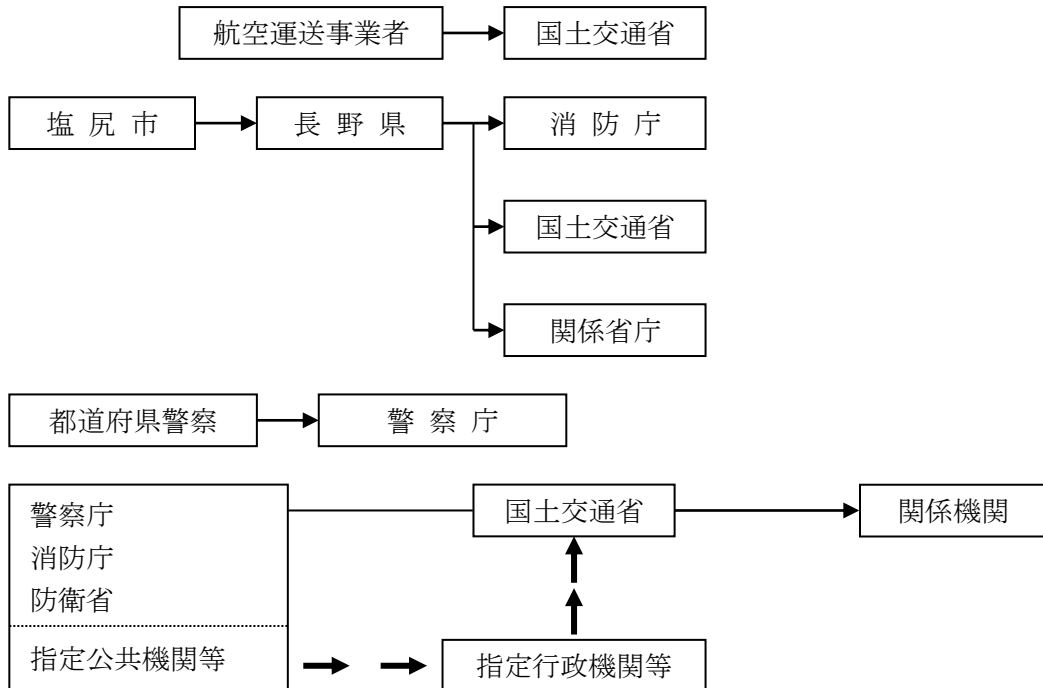 航空運送事業者 国土交通省
塩 尻 市 長 野 県 消 防 庁
国土交通省
関係省庁
都道府県警察 警 察 庁
警察庁 国土交通省 関係機関
消防庁
防衛省
指定公共機関等 指定行政機関等